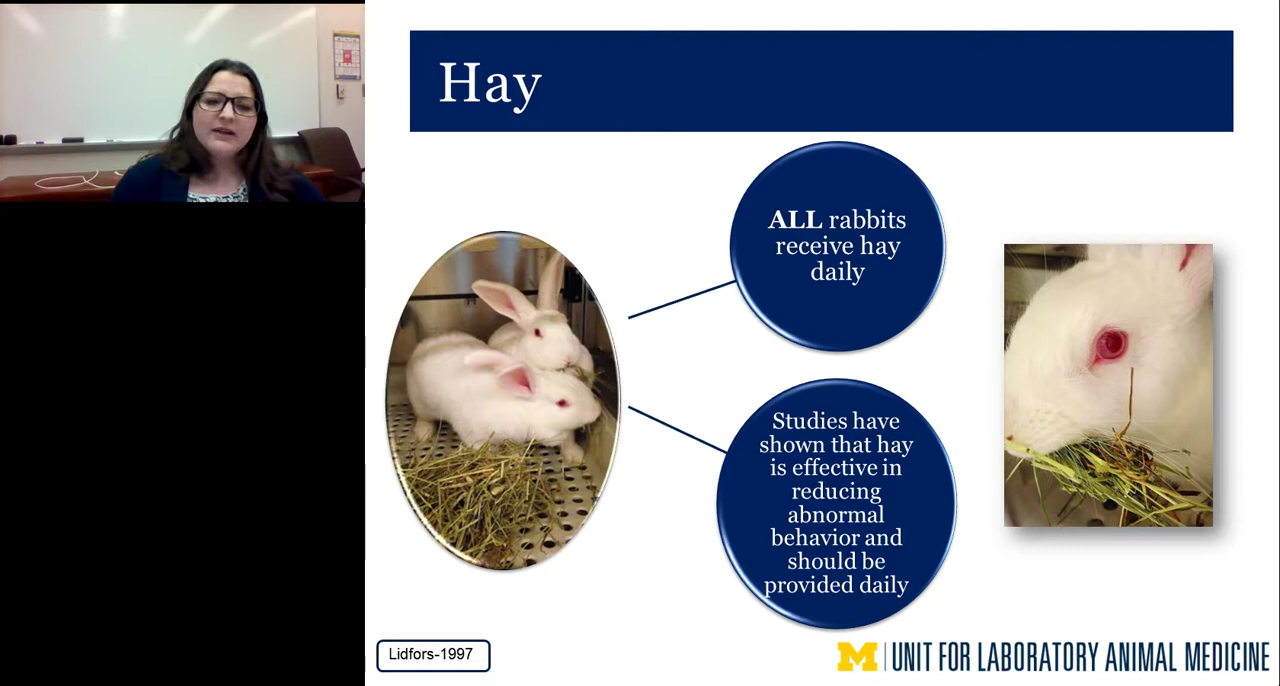 Hay
ALL rabbits
receive hay
daily
Studies have
shown that hay
is effective in
reducing
abnormal
behavior and
should be
provided daily
Lidfors-1997
M UNIT FOR LABORATORY ANIMAL MEDICINE